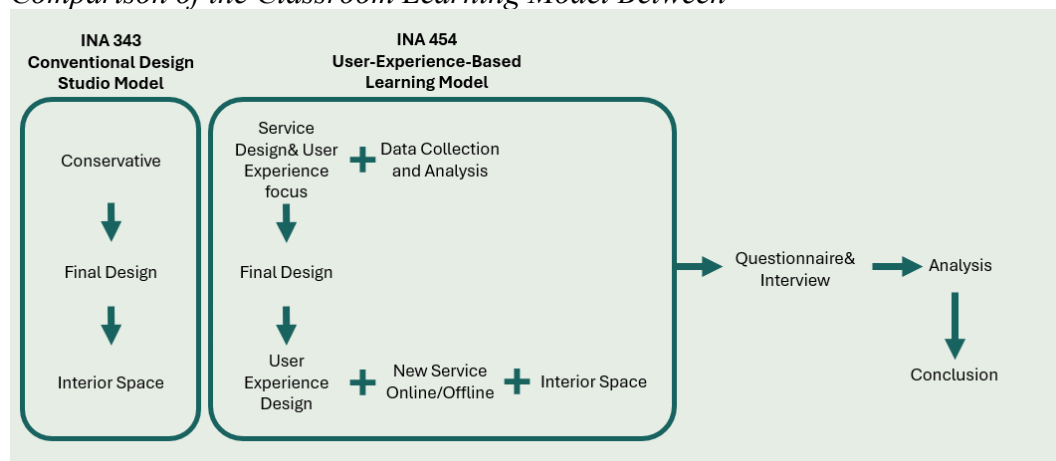 Comparison of the Classroom Learning Model Between
INA 343
Conventional Design
Studio Model
INA 454
User-Experience-Based
Learning Model
Conservative
Final Design
Interior Space
Service
Design& User
Experience
focus
+
Data Collection
and Analysis
Final Design
User
Experience
Design
+
New Service
Online/Offline
+
Interior Space
Questionnaire&
Interview
Analysis
Conclusion